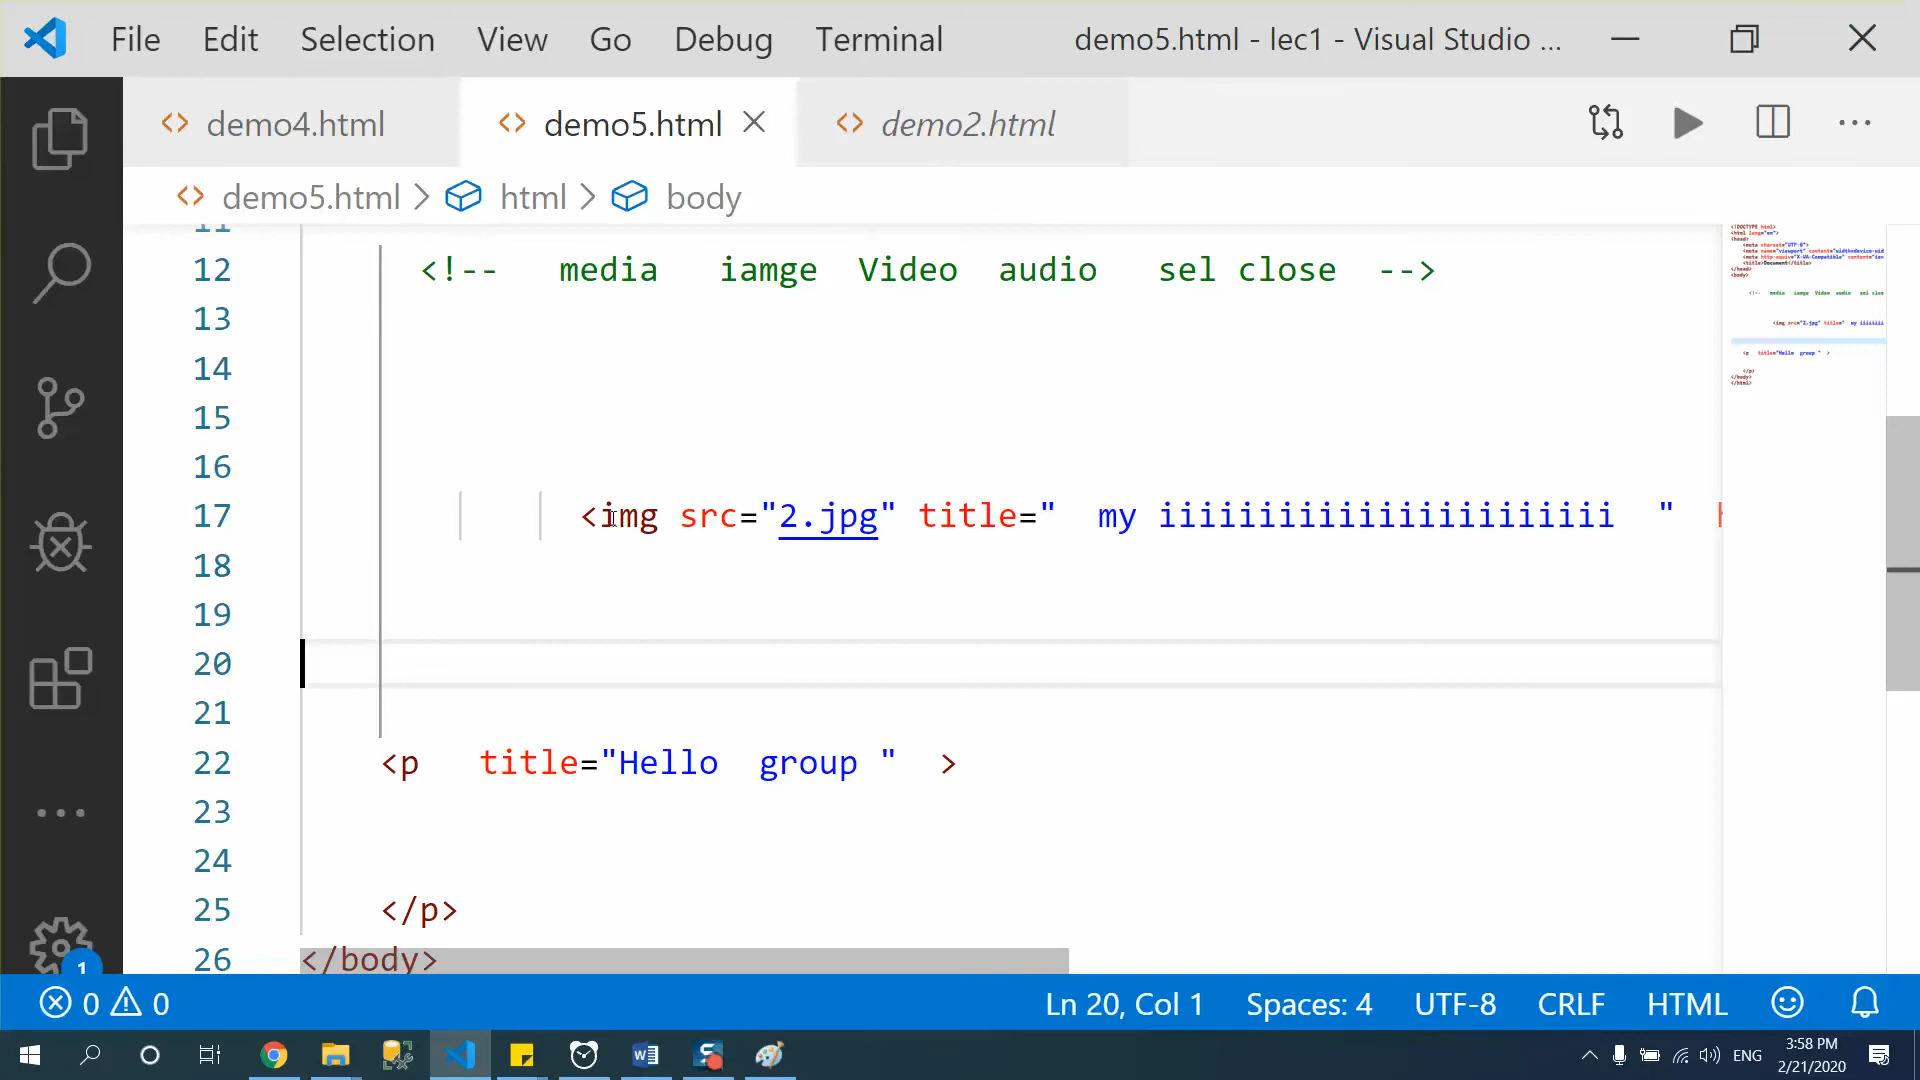 File Edit Selection View Go Debug Terminal demo5.html - lec1 - Visual Studio ...
demo4.html demo5.html demo2.html
demo5.html > html > body
11
12 <!-- media iamge Video audio sel close -->
13
14
15
16
17 <img src="2.jpg" title=" my iiiiiiiiiiiiiiiiiiiiiii "
18
19
20
21
22 <p title="Hello group " >
23
24
25 </p>
26 </body>
1
0 0 Ln 20, Col 1 Spaces: 4 UTF-8 CRLF HTML
ENG 3:58 PM
2/21/2020